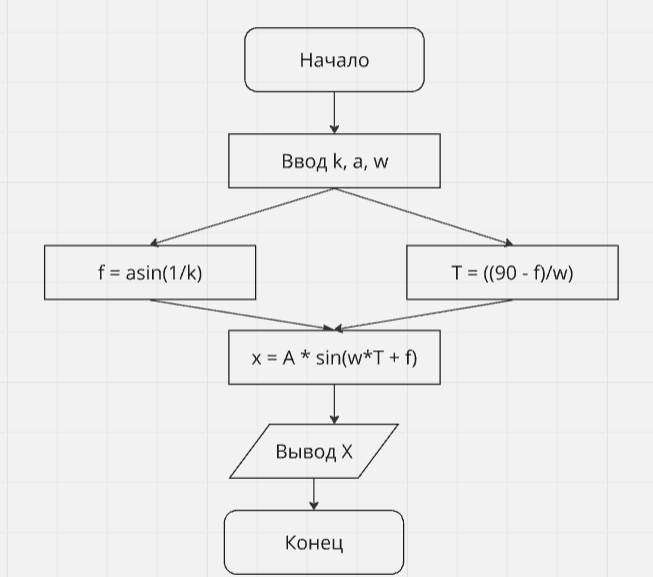 Начало
Ввод k, a, w
f = asin(1/k)
T = ((90 - f)/w)
x = A * sin(w*T + f)
Вывод X
Конец